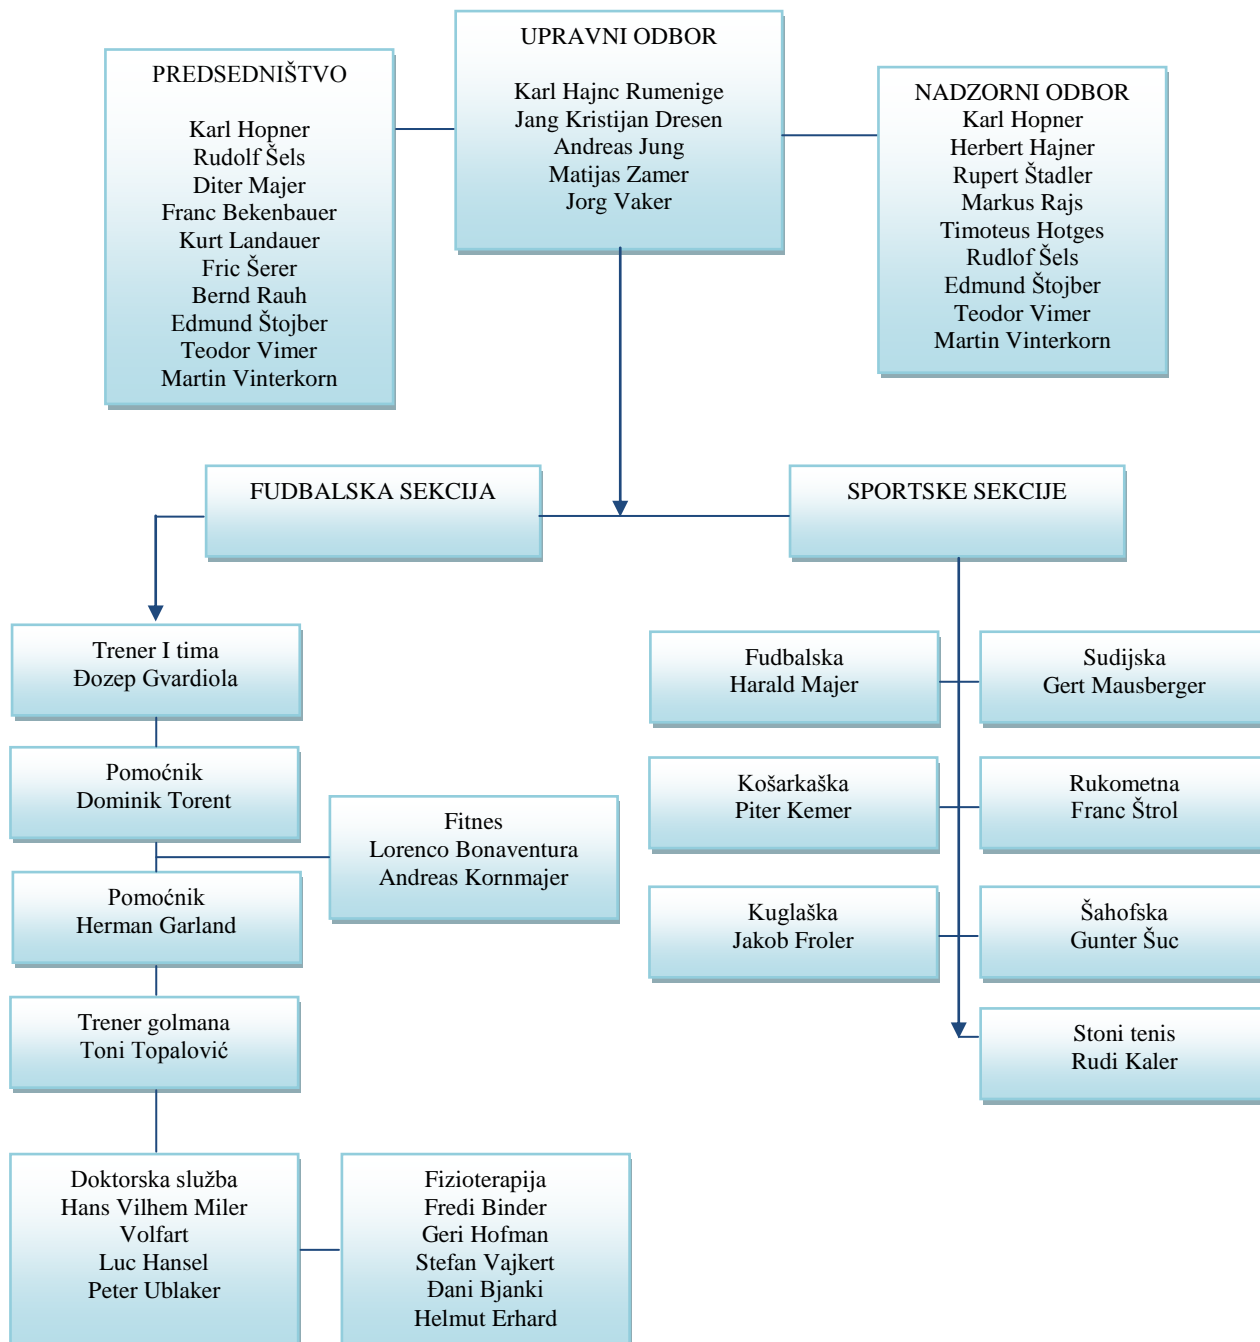 UPRAVNI ODBOR
Karl Hajnc Rumenige
Jang Kristijan Dresen
Andreas Jung
Matijas Zamer
Jorg Vaker
PREDSEDNIŠTVO
Karl Hopner
Rudolf Šels
Diter Majer
Franc Bekenbauer
Kurt Landauer
Fric Šerer
Bernd Rauh
Edmund Štojber
Teodor Vimer
Martin Vinterkorn
NADZORNI ODBOR
Karl Hopner
Herbert Hajner
Rupert Štadler
Markus Rajs
Timoteus Hotges
Rudlof Šels
Edmund Štojber
Teodor Vimer
Martin Vinterkorn
FUDBALSKA SEKCIJA
SPORTSKE SEKCIJE
Trener I tima
Đozep Gvardiola
Pomoćnik
Dominik Torent
Fitnes
Lorenco Bonaventura
Andreas Kornmajer
Pomoćnik
Herman Garland
Trener golmana
Toni Topalović
Doktorska služba
Hans Vilhem Miler
Volfart
Luc Hansel
Peter Ublaker
Fizioterapija
Fredi Binder
Geri Hofman
Stefan Vajkert
Đani Bjanki
Helmut Erhard
Fudbalska
Harald Majer
Sudijska
Gert Mausberger
Košarkaška
Piter Kemer
Rukometna
Franc Štrol
Kuglaška
Jakob Froler
Šahofska
Gunter Šuc
Stoni tenis
Rudi Kaler